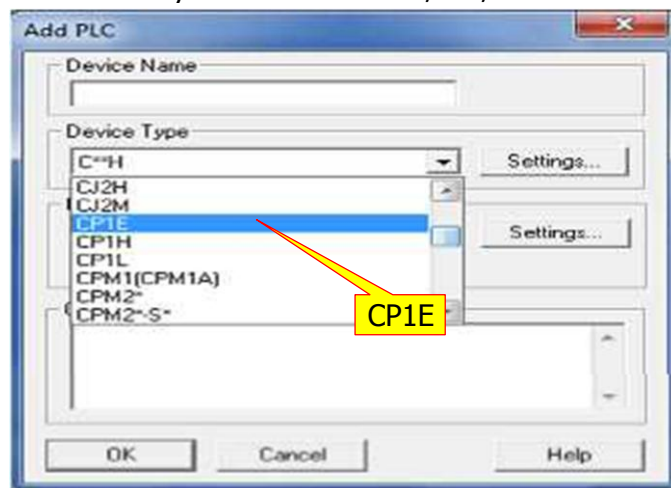 Add PLC
Device Name
Device Type
C**H
Settings...
CJ2H
CJ2M
CP1E
Settings...
CP1H
CP1L
CPM1(CPM1A)
CPM2*
CPM2*-S*
CP1E
OK
Cancel
Help